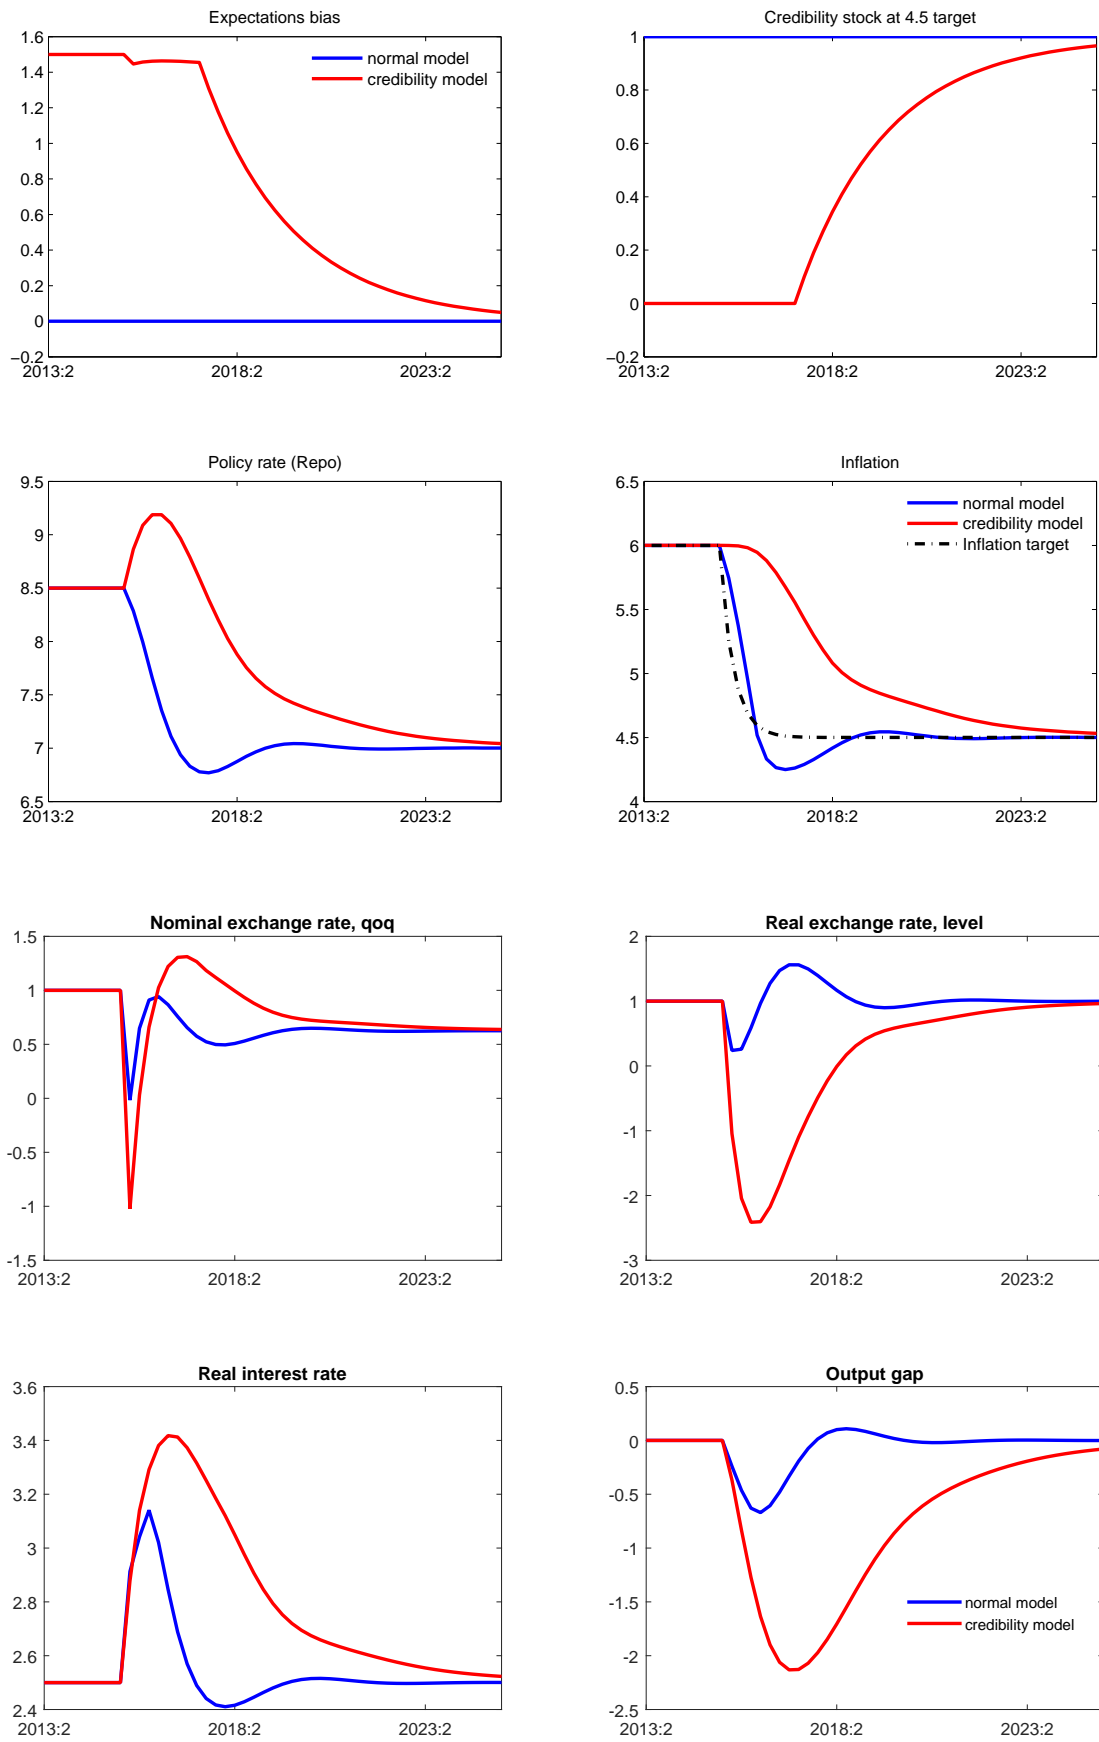 Expectations bias
1.6
1.4
1.2
1
0.8
0.6
0.4
0.2
0
−0.2
2013:2 2018:2 2023:2
normal model
credibility model
Credibility stock at 4.5 target
1
0.8
0.6
0.4
0.2
0
−0.2
2013:2 2018:2 2023:2
Policy rate (Repo)
9.5
9
8.5
8
7.5
7
6.5
2013:2 2018:2 2023:2
Inflation
6.5
6
5.5
5
4.5
4
2013:2 2018:2 2023:2
normal model
credibility model
Inflation target
Nominal exchange rate, qoq
1.5
1
0.5
0
-0.5
-1
-1.5
2013:2 2018:2 2023:2
Real exchange rate, level
2
1
0
-1
-2
-3
2013:2 2018:2 2023:2
Real interest rate
3.6
3.4
3.2
3
2.8
2.6
2.4
2013:2 2018:2 2023:2
Output gap
0.5
0
-0.5
-1
-1.5
-2
-2.5
2013:2 2018:2 2023:2
normal model
credibility model